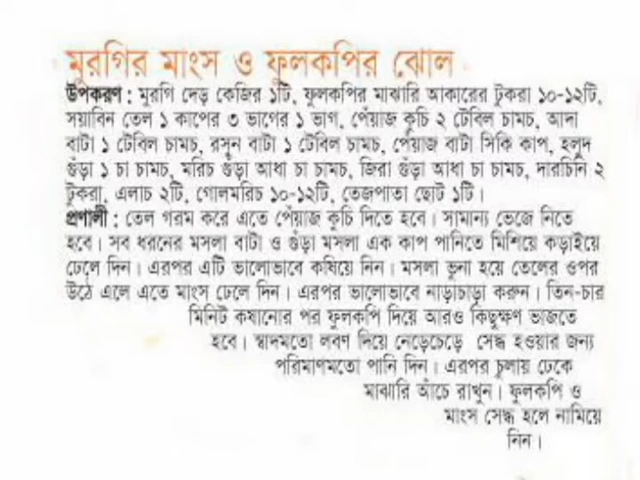 মুরগির মাংস ও ফুলকপির ঝোল
উপকরণ : মুরগি দেড় কেজির ১টি, ফুলকপির মাঝারি আকারের টুকরা ১০-১২টি,
সয়াবিন তেল ১ কাপের ৩ ভাগের ১ ভাগ, পেঁয়াজ কুচি ২ টেবিল চামচ, আদা
বাটা ১ টেবিল চামচ, রসুন বাটা ১ টেবিল চামচ, পেঁয়াজ বাটা সিকি কাপ, হলুদ
গুঁড়া ১ চা চামচ, মরিচ গুঁড়া আধা চা চামচ, জিরা গুঁড়া আধা চা চামচ, দারচিনি ২
টুকরা, এলাচ ২টি, গোলমরিচ ১০-১২টি, তেজপাতা ছোট ১টি।
প্রণালী : তেল গরম করে এতে পেঁয়াজ কুচি দিতে হবে। সামান্য ভেজে নিতে
হবে। সব ধরনের মসলা বাটা ও গুঁড়া মসলা এক কাপ পানিতে মিশিয়ে কড়াইয়ে
ঢেলে দিন। এরপর এটি ভালোভাবে কষিয়ে নিন। মসলা ভুনা হয়ে তেলের ওপর
উঠে এলে এতে মাংস ঢেলে দিন। এরপর ভালোভাবে নাড়াচাড়া করুন। তিন-চার
মিনিট কষানোর পর ফুলকপি দিয়ে আরও কিছুক্ষণ ভাজতে
হবে। স্বাদমতো লবণ দিয়ে নেড়েচেড়ে সেদ্ধ হওয়ার জন্য
পরিমাণমতো পানি দিন। এরপর চুলায় ঢেকে
মাঝারি আঁচে রাখুন। ফুলকপি ও
মাংস সেদ্ধ হলে নামিয়ে
নিন।